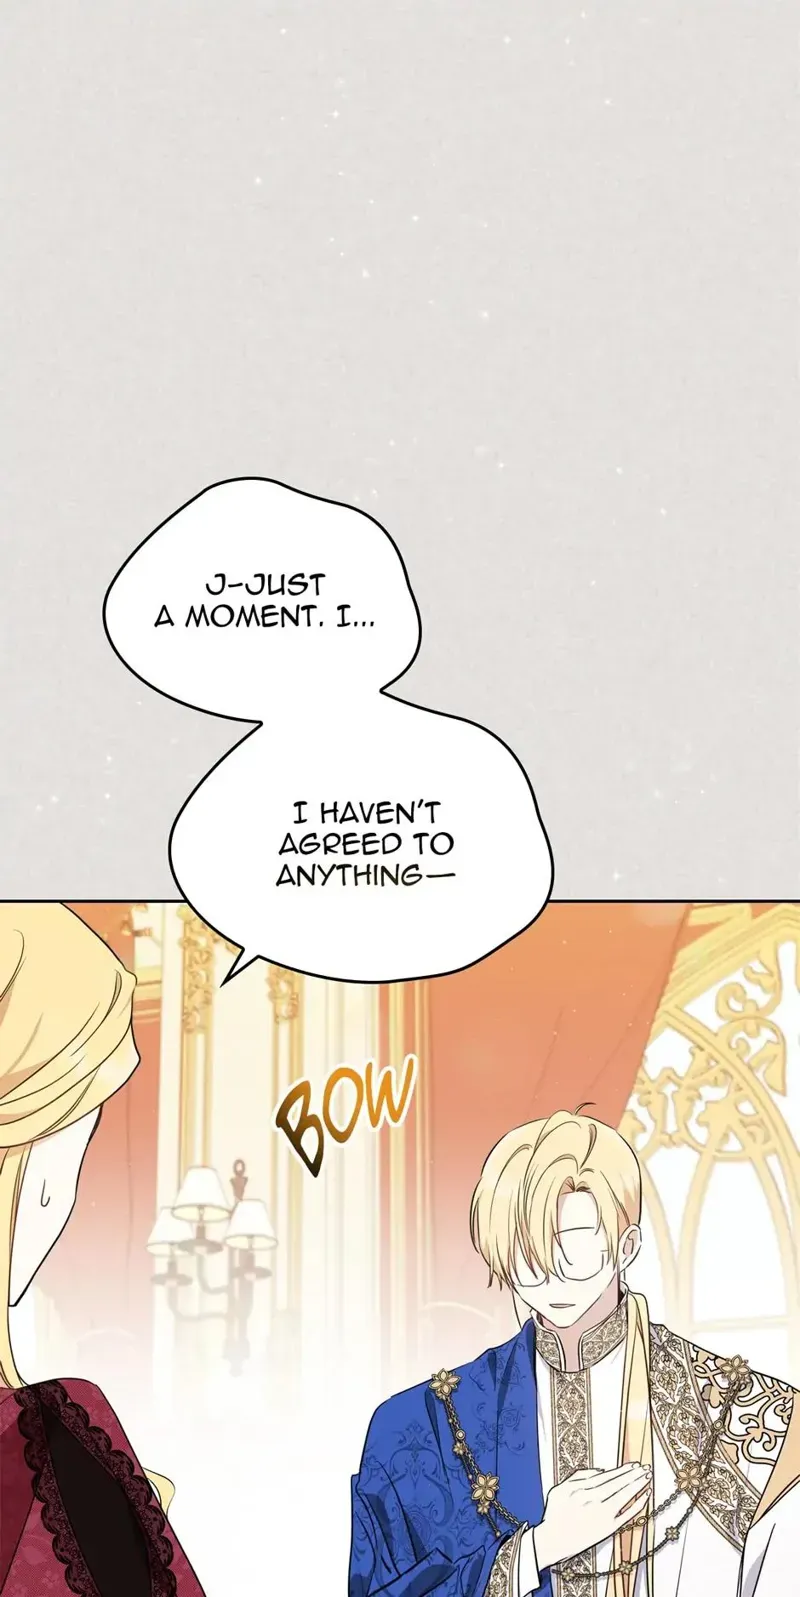 J-JUST
A MOMENT. I...
I HAVEN'T
AGREED TO
ANYTHING—
BOW